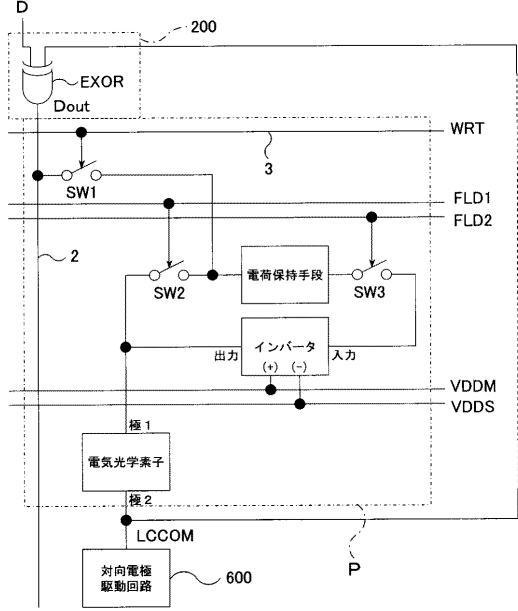 D
200
EXOR
Dout
WRT
3
SW1
FLD1
FLD2
2
SW2
電荷保持手段
SW3
出力
インバータ
入力
(+) (-)
VDDM
VDDS
極1
電気光学素子
極2
LCCOM
P
対向電極
駆動回路
600